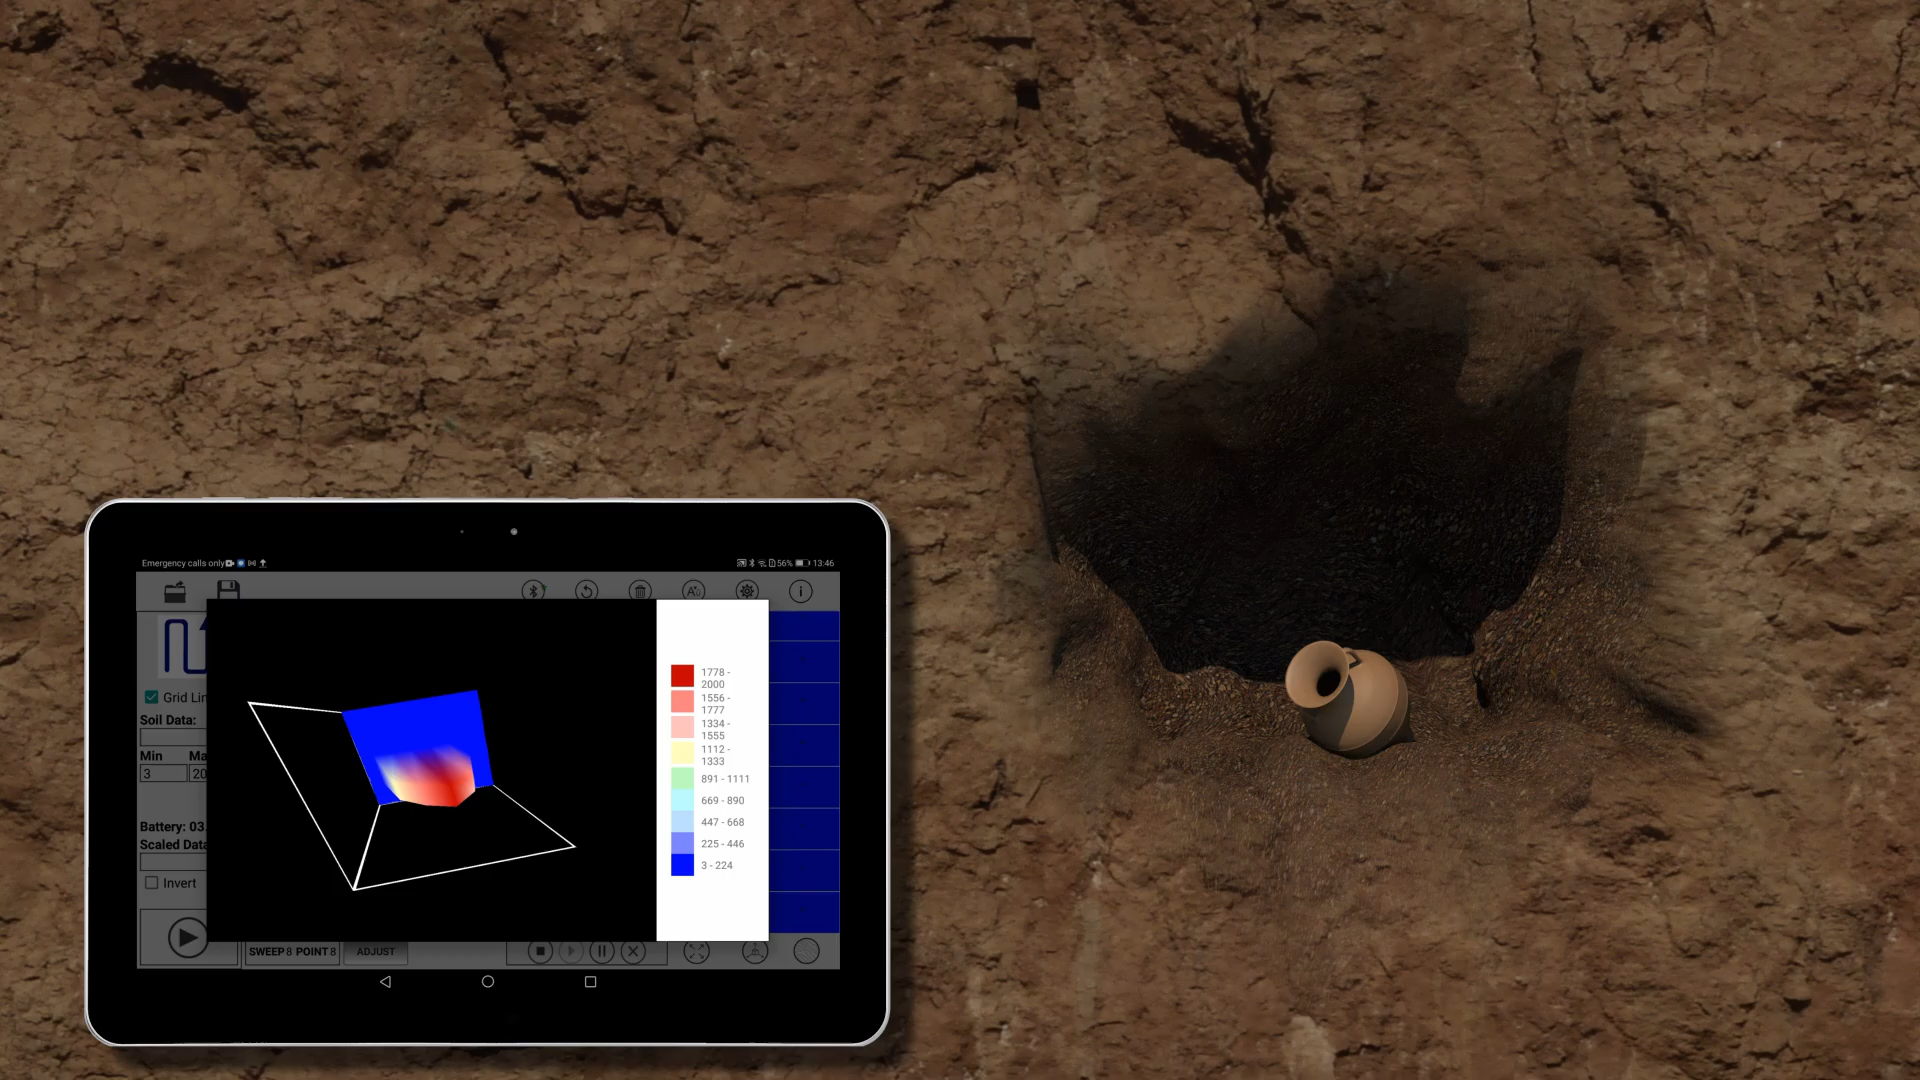 Emergency calls only
56% 13:46
i
Grid Lin
Soil Data:
Min Ma
3 20
Battery: 03.
Scaled Data
Invert
1778 -
2000
1556 -
1777
1334 -
1555
1112 -
1333
891 - 1111
669 - 890
447 - 668
225 - 446
3 - 224
SWEEP 8 POINT 8 ADJUST